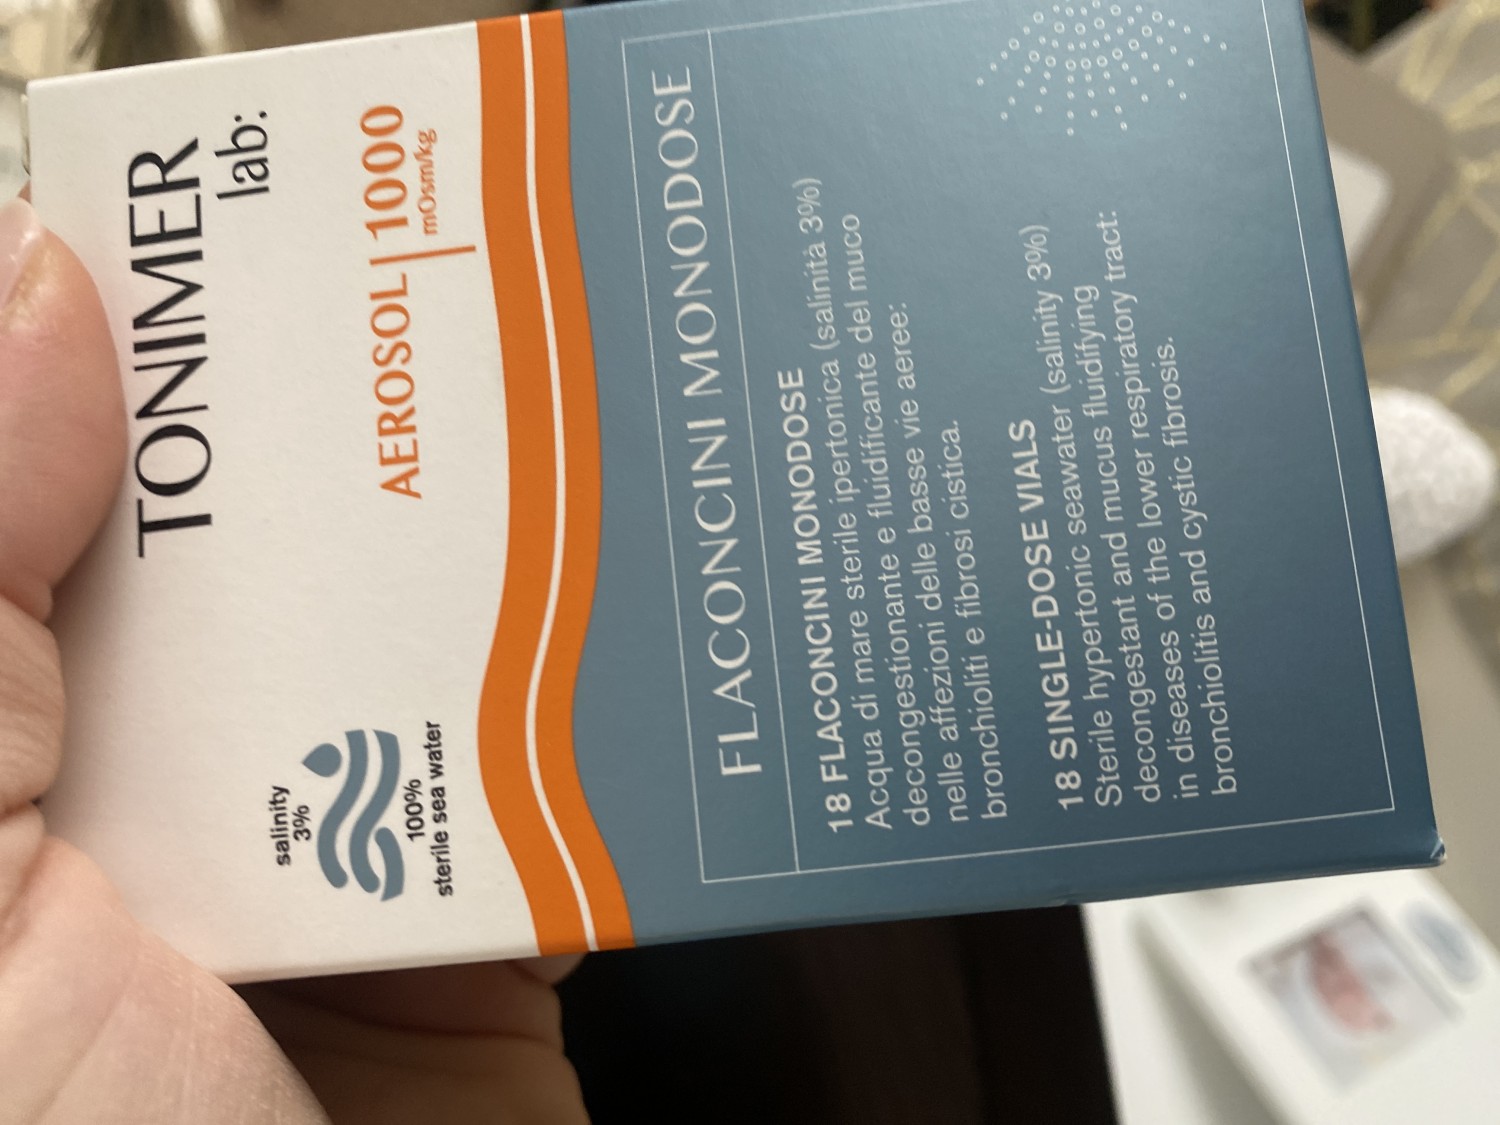 TONIMER
lab:
AEROSOL | 1000
mOsm/kg
salinity
3%
100%
sterile sea water
FLACONCINI MONODOSE
18 FLACONCINI MONODOSE
Acqua di mare sterile ipertonica (salinità 3%)
decongestionante e fluidificante del muco
nelle affezioni delle basse vie aeree:
bronchioliti e fibrosi cistica.
18 SINGLE-DOSE VIALS
Sterile hypertonic seawater (salinity 3%)
decongestant and mucus fluidifying
in diseases of the lower respiratory tract:
bronchiolitis and cystic fibrosis.